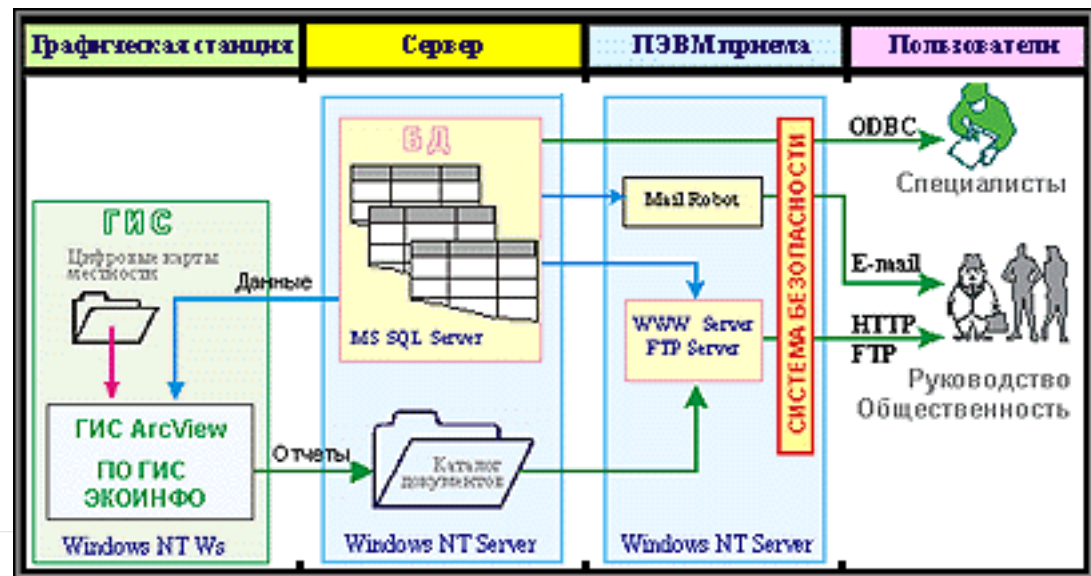 Графическая станция
Сервер
ПЭВМ приема
Пользователи
ГИС
Цифровые карты
местности
Данные
ГИС ArcView
ПО ГИС
ЭКОИНФО
Windows NT Ws
Отчеты
БД
MS SQL Server
Каталог
документов
Windows NT Server
Mail Robot
WWW Server
FTP Server
Windows NT Server
СИСТЕМА БЕЗОПАСНОСТИ
ODBC
Специалисты
E-mail
HTTP
FTP
Руководство
Общественность